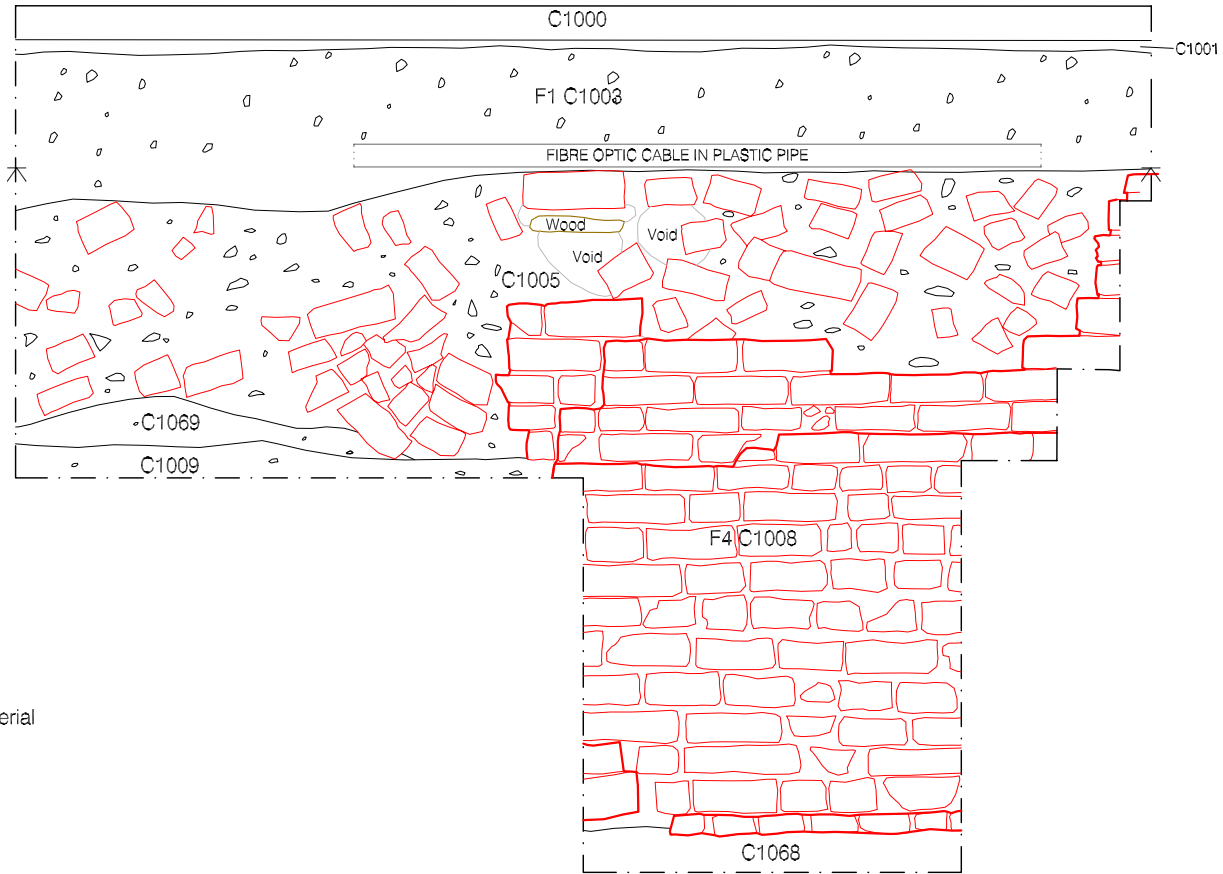 C1000
C1001
F1 C1003
FIBRE OPTIC CABLE IN PLASTIC PIPE
Wood
Void
Void
C1005
C1069
C1009
F4 C1008
erial
C1068